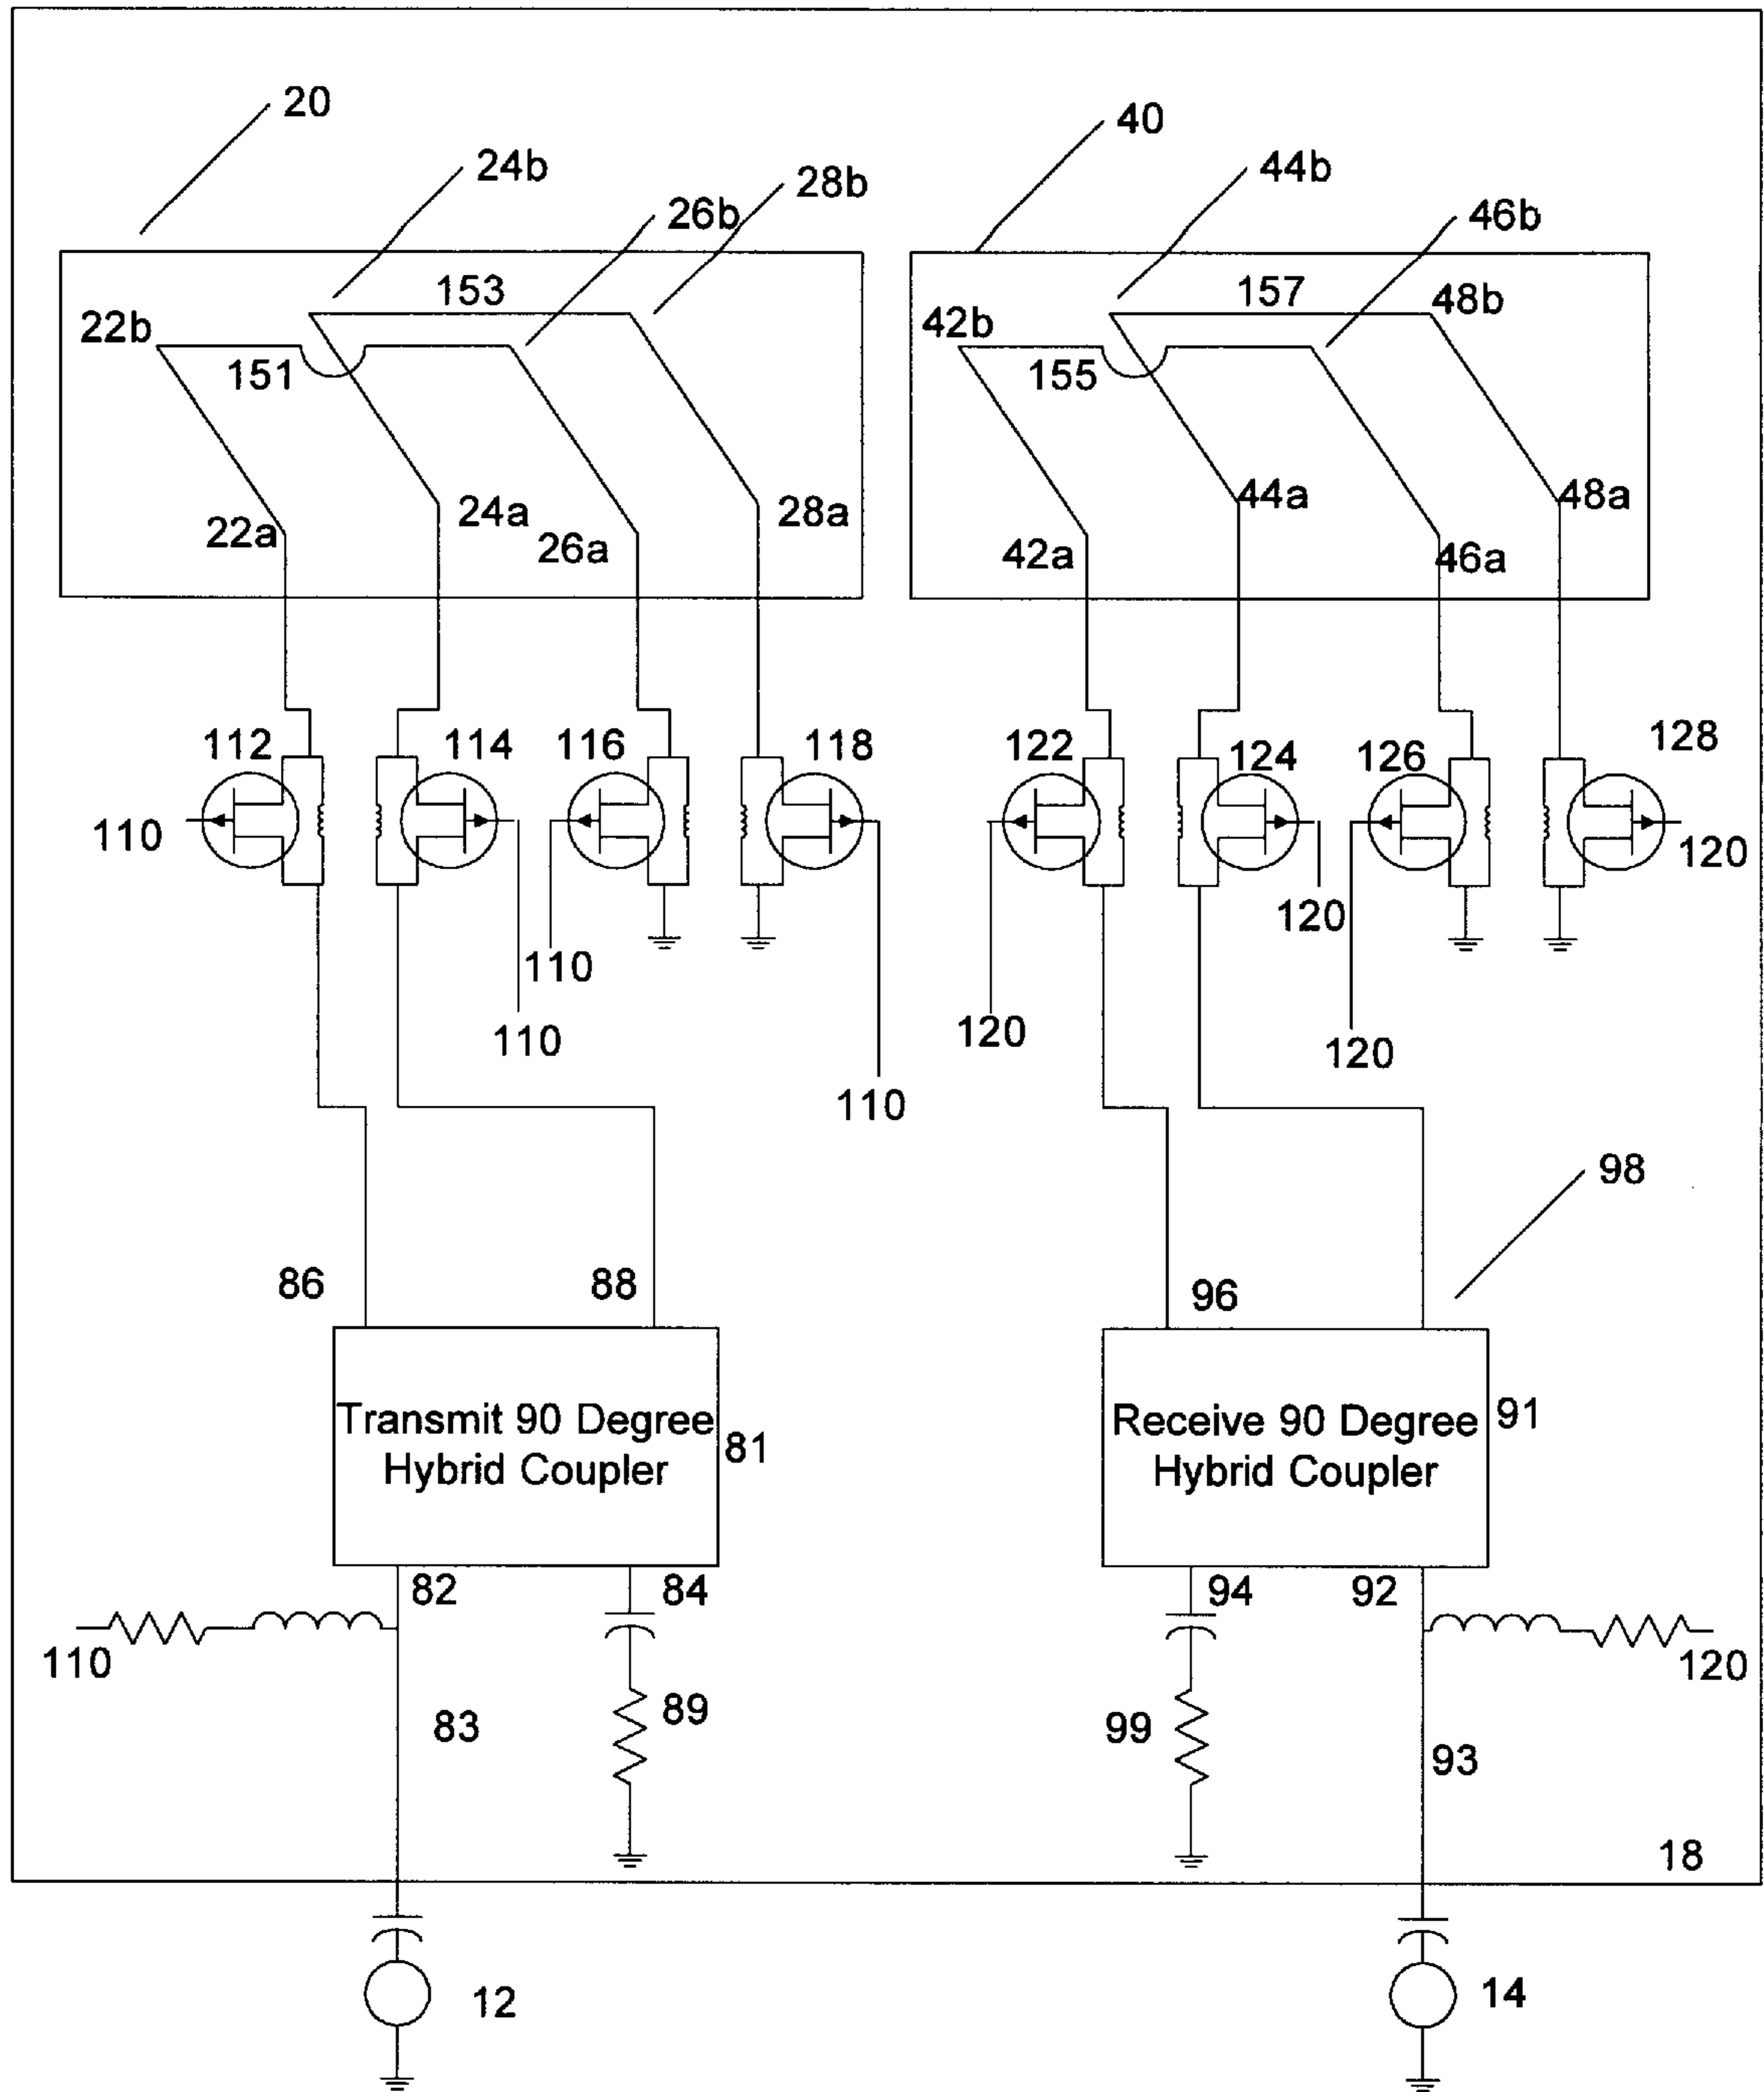 20
40
24b
44b
28b
26b
46b
153
157
48b
22b
42b
151
155
24a
28a
44a
48a
22a
26a
42a
46a
112
114
116
118
122
124
126
128
110
120
120
110
110
120
120
110
120
98
86
88
96
Transmit 90 Degree
Hybrid Coupler
81
Receive 90 Degree
Hybrid Coupler
91
82
84
94
92
110
120
89
83
99
93
18
12
14